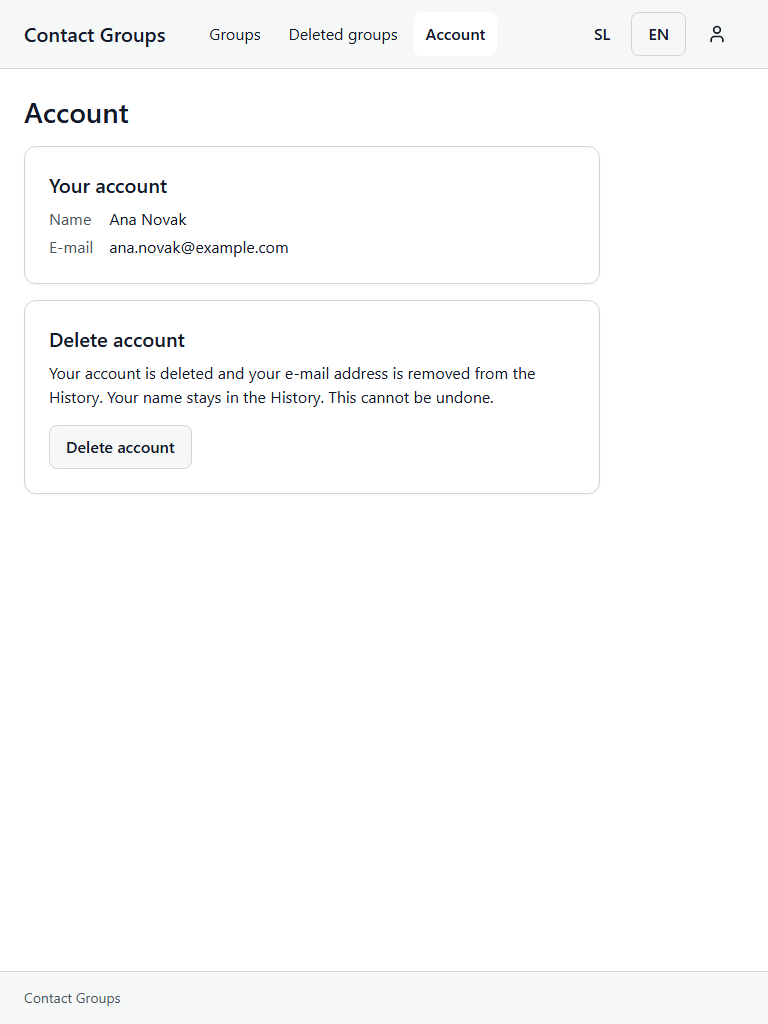 Contact Groups
Groups
Deleted groups
Account
SL
EN
Account
Your account
Name Ana Novak
E-mail ana.novak@example.com
Delete account
Your account is deleted and your e-mail address is removed from the
History. Your name stays in the History. This cannot be undone.
Delete account
Contact Groups